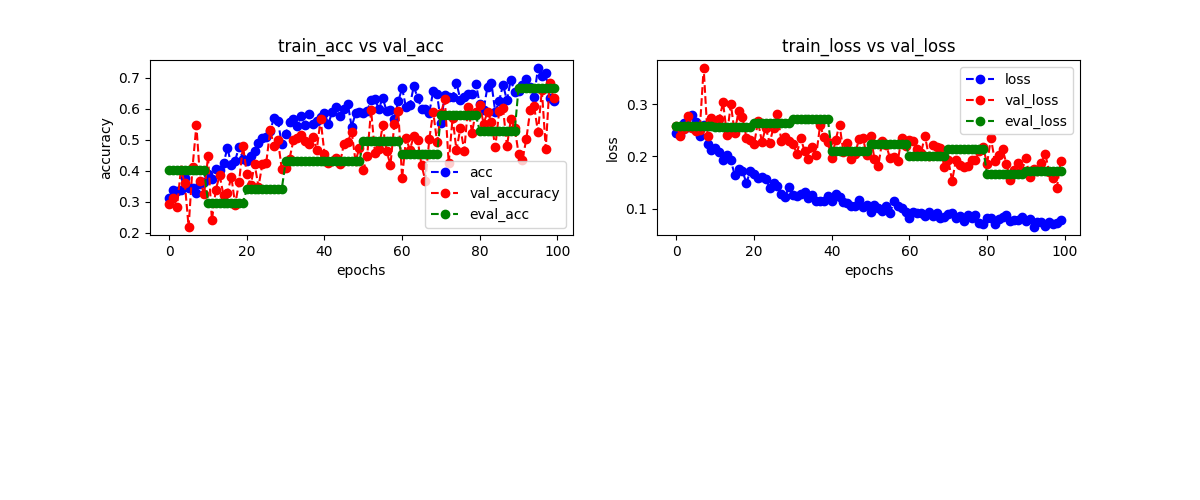 train_acc vs val_acc
accuracy
0.7
0.6
0.5
0.4
0.3
0.2
acc
val_accuracy
eval_acc
0 20 40 60 80 100
epochs
train_loss vs val_loss
loss
0.3
0.2
0.1
loss
val_loss
eval_loss
0 20 40 60 80 100
epochs